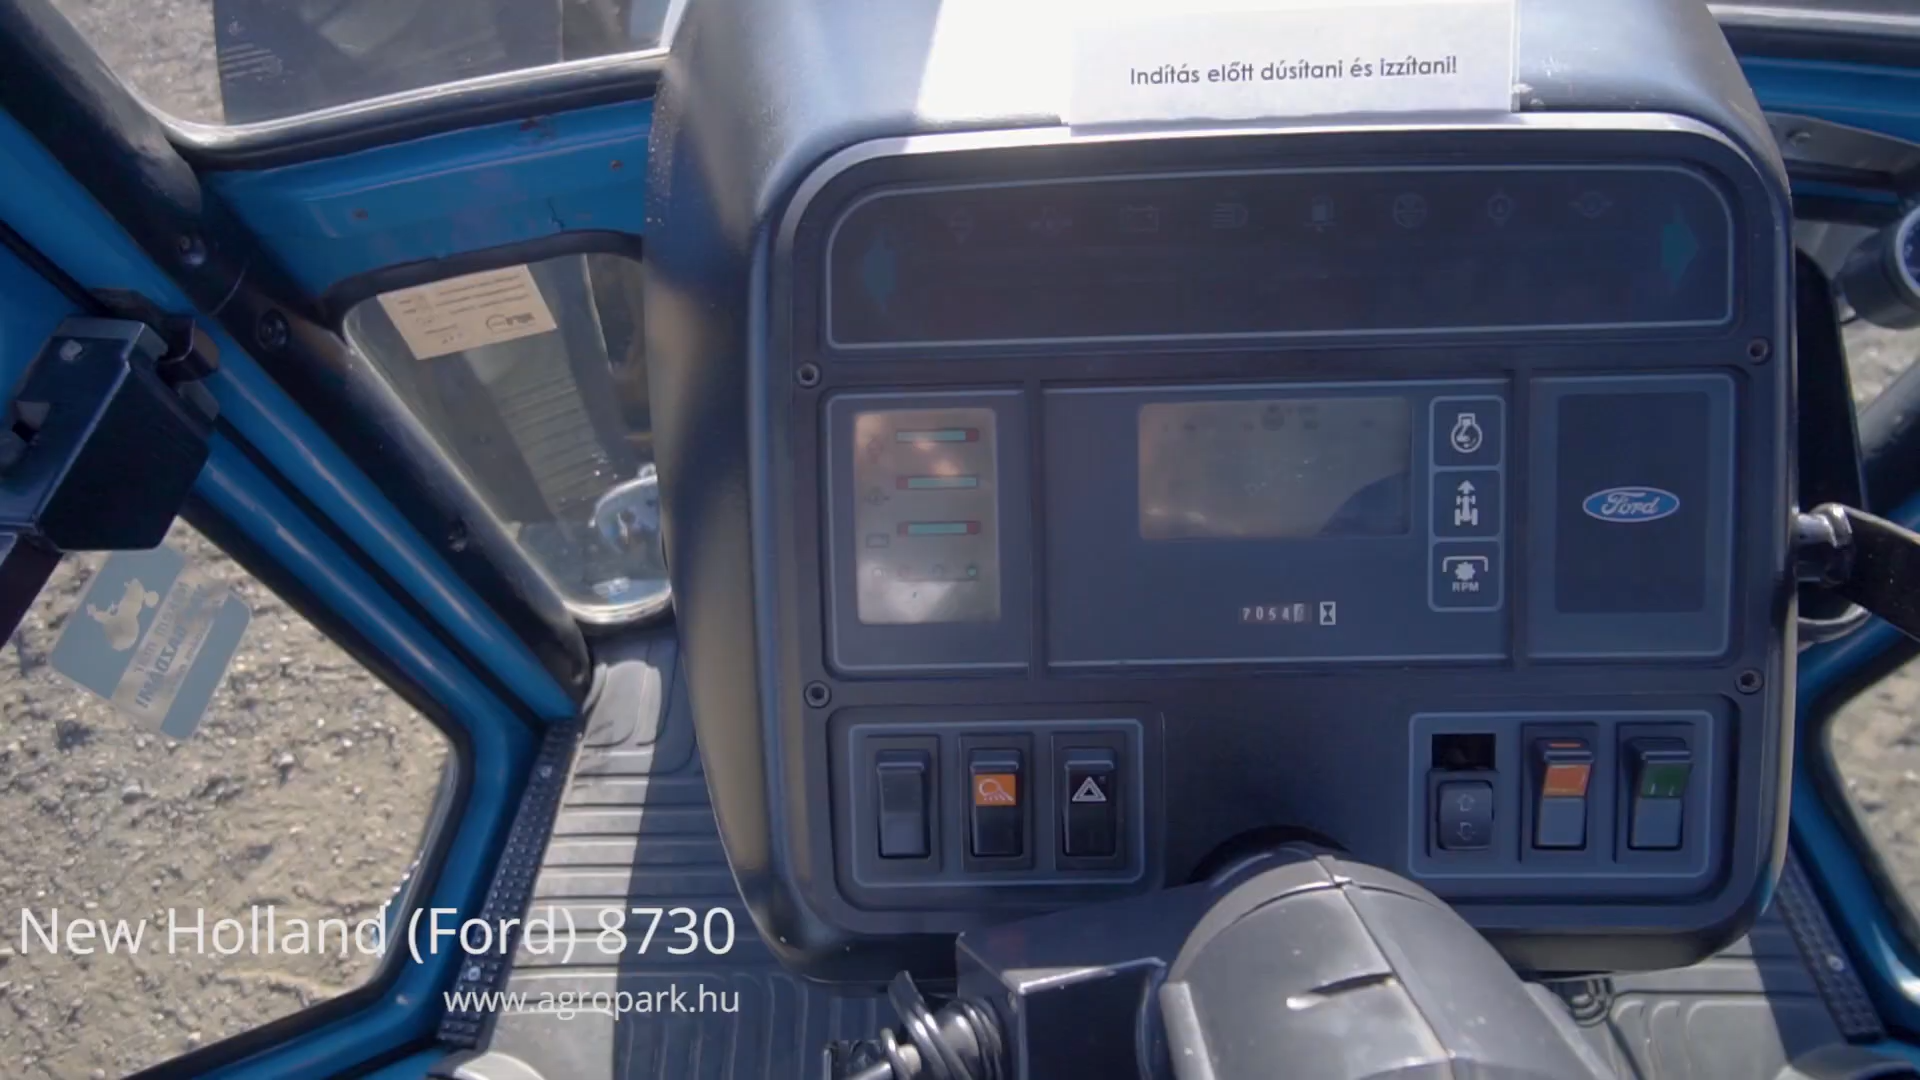 Indítás előtt dúsítani és izzítani!
Ford
RPM
7054
New Holland (Ford) 8730
www.agropark.hu